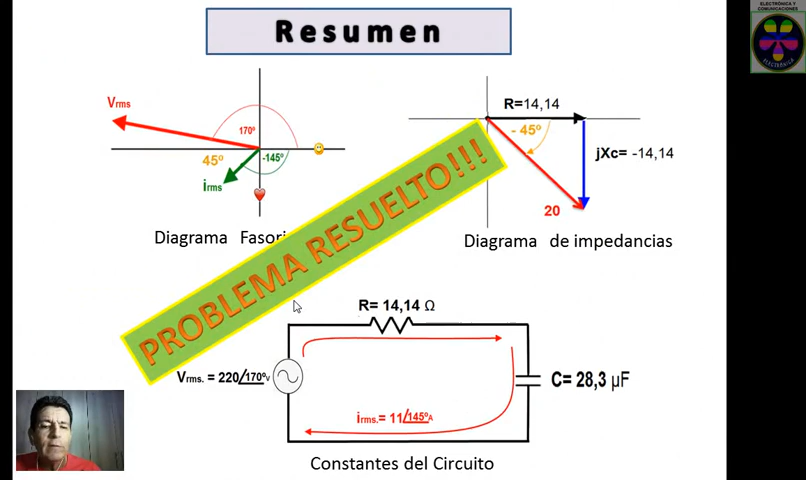 ELECTRÓNICA Y
COMUNICACIONES
ELECTRÓNICA
Resumen
Vrms
170º
45º
-145º
irms
Diagrama Fasori
R=14,14
- 45º
jXc= -14,14
20
Diagrama de impedancias
PROBLEMA RESUELTO!!!
R= 14,14 Ω
Vrms. = 220/170ºV
C= 28,3 µF
irms.= 11/145ºA
Constantes del Circuito